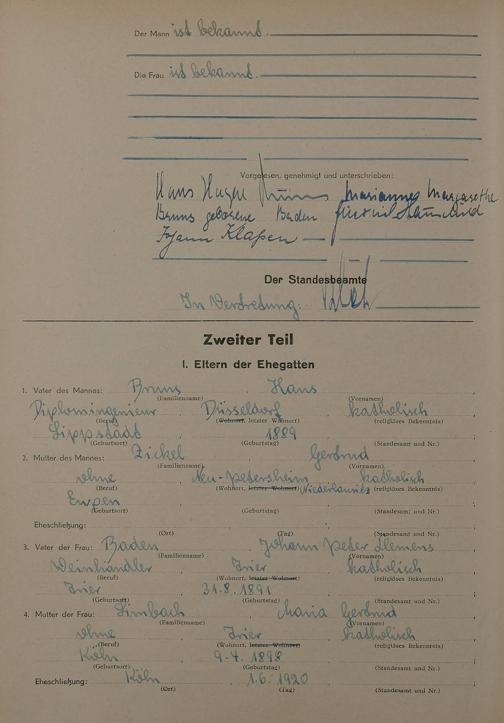 Der Mann ist bekannt.
Die Frau ist bekannt.
Vorgelesen, genehmigt und unterschrieben:
Hans Bruns Marianne Margarethe
Bruns geborene Baden
Johann Klassen
Der Standesbeamte
In Vertretung:
Zweiter Teil
I. Eltern der Ehegatten
1. Vater des Mannes: Bruns Hans
(Familienname) (Vornamen)
Diplomingenieur Düsseldorf katholisch
(Beruf) (Wohnort, letzter Wohnort) (religiöses Bekenntnis)
Lippstadt 1889
(Geburtsort) (Geburtstag) (Standesamt und Nr.)
2. Mutter des Mannes: Zickel Gertrud
(Familienname) (Vornamen)
ohne Neu-Petersheim katholisch
(Beruf) (Wohnort, letzter Wohnort) Niederlausitz (religiöses Bekenntnis)
Eupen
(Geburtsort) (Geburtstag) (Standesamt und Nr.)
Eheschließung:
(Ort) (Tag) (Standesamt und Nr.)
3. Vater der Frau: Baden Johann Peter Clemens
(Familienname) (Vornamen)
Weinhändler Trier katholisch
(Beruf) (Wohnort, letzter Wohnort) (religiöses Bekenntnis)
Trier 31.8.1891
(Geburtsort) (Geburtstag) (Standesamt und Nr.)
4. Mutter der Frau: Limbach Maria Gertrud
(Familienname) (Vornamen)
ohne Trier katholisch
(Beruf) (Wohnort, letzter Wohnort) (religiöses Bekenntnis)
Köln 9.4.1898
(Geburtsort) (Geburtstag) (Standesamt und Nr.)
Eheschließung: Köln 1.6.1920
(Ort) (Tag) (Standesamt und Nr.)